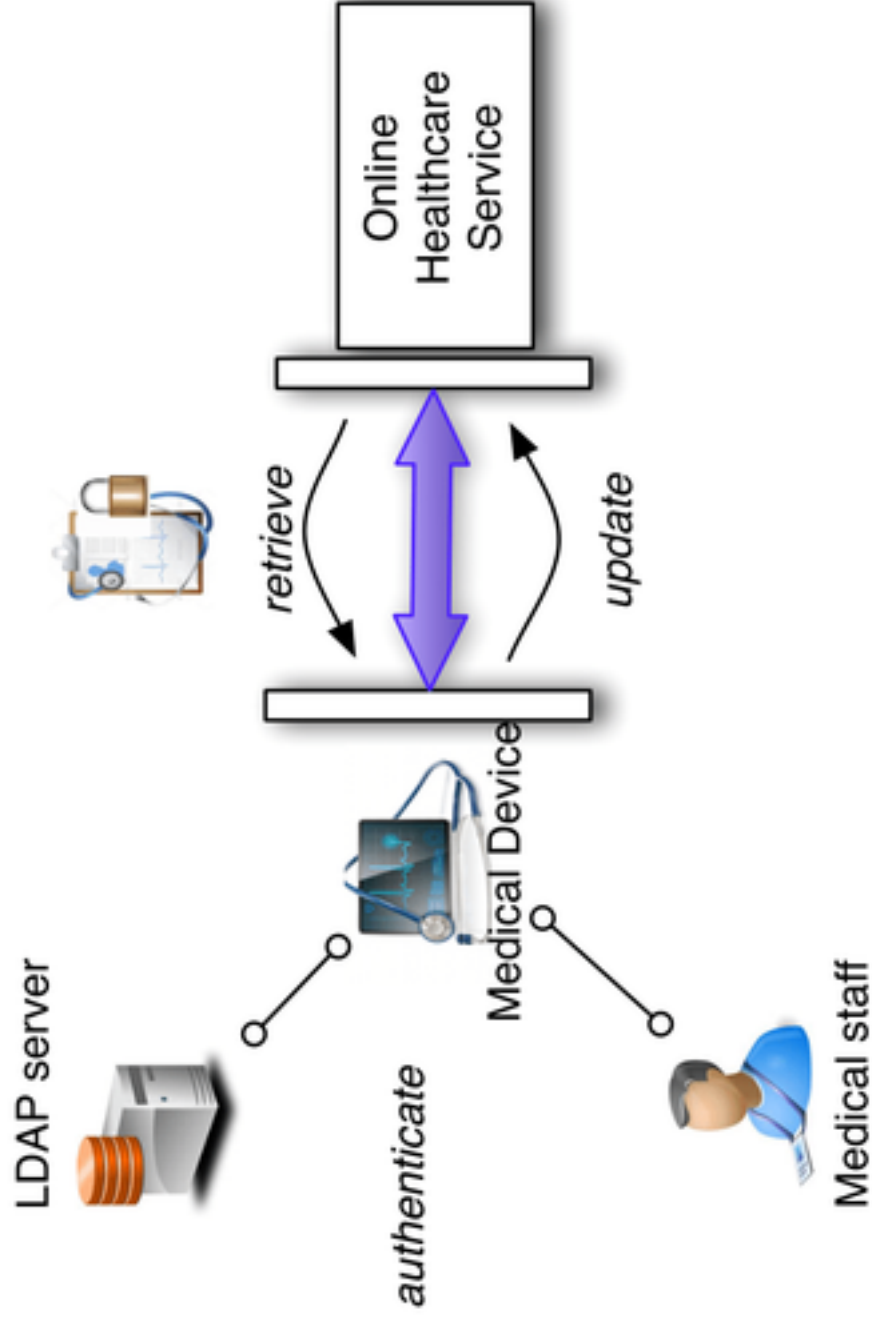 LDAP server
authenticate
Medical staff
Medical Device
retrieve
update
Online
Healthcare
Service